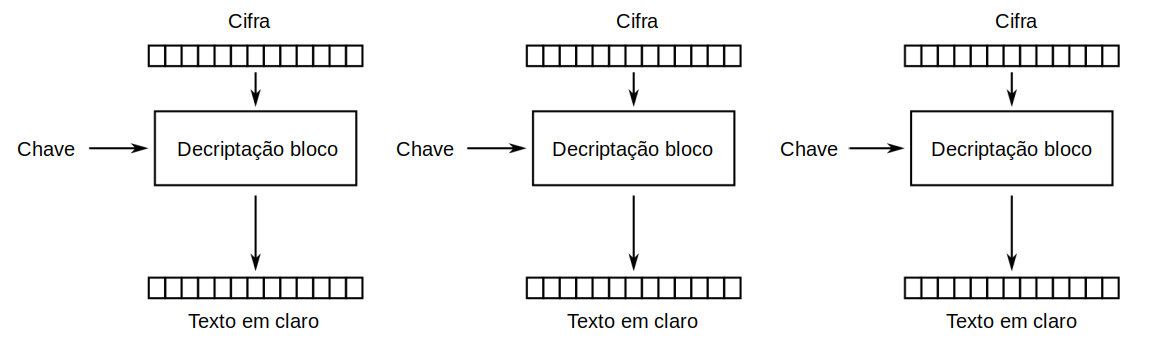 Cifra
Cifra
Cifra
Chave
Decriptação bloco
Chave
Decriptação bloco
Chave
Decriptação bloco
Texto em claro
Texto em claro
Texto em claro